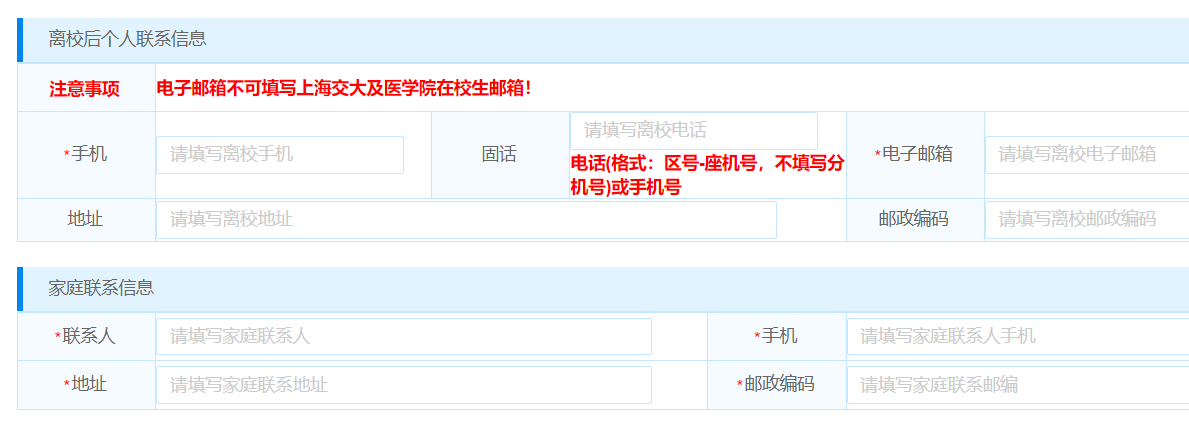 离校后个人联系信息
注意事项 电子邮箱不可填写上海交大及医学院在校生邮箱！
*手机 请填写离校手机 固话 请填写离校电话 *电子邮箱 请填写离校电子邮箱
电话(格式：区号-座机号，不填写分
机号)或手机号
地址 请填写离校地址 邮政编码 请填写离校邮政编码
家庭联系信息
*联系人 请填写家庭联系人 *手机 请填写家庭联系人手机
*地址 请填写家庭联系地址 *邮政编码 请填写家庭联系邮编